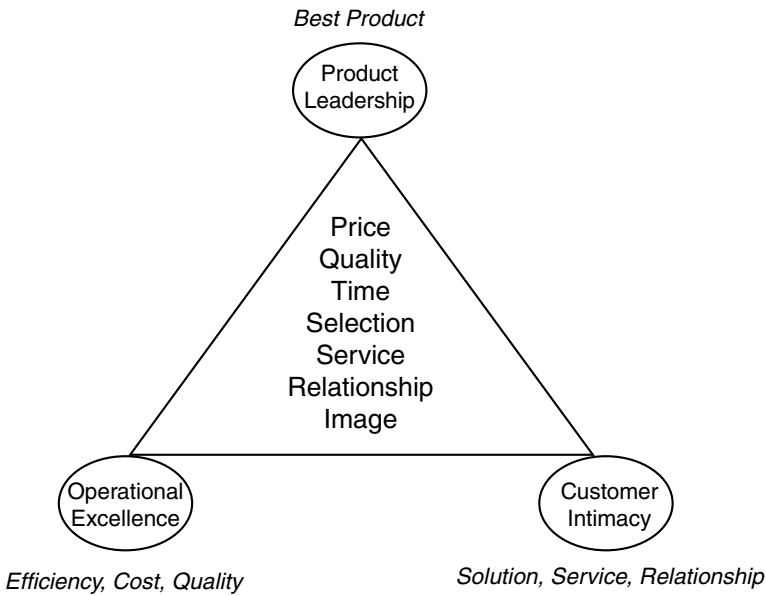 Best Product
Product
Leadership
Price
Quality
Time
Selection
Service
Relationship
Image
Operational
Excellence
Customer
Intimacy
Efficiency, Cost, Quality
Solution, Service, Relationship